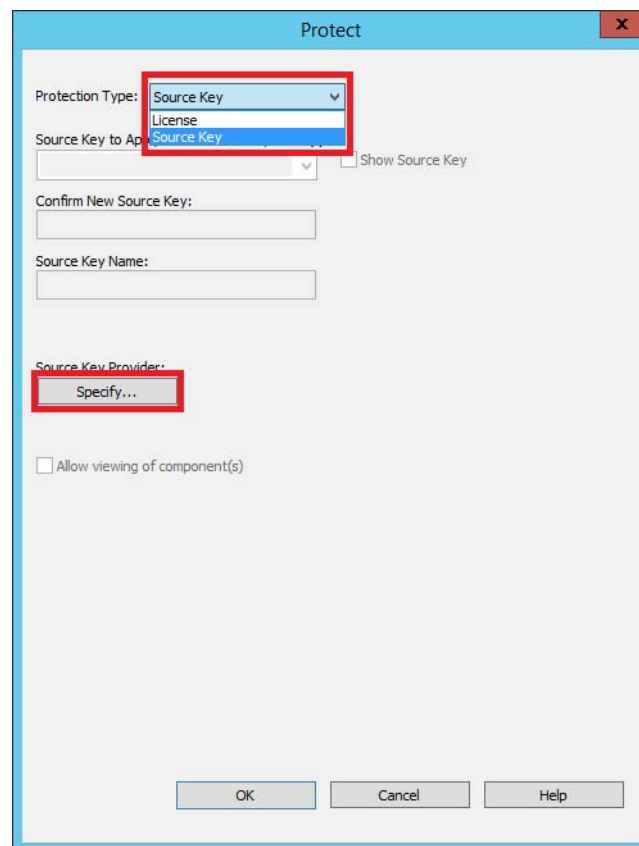 Protect
x
Protection Type: Source Key
License
Source Key to Ap Source Key
Show Source Key
Confirm New Source Key:
Source Key Name:
Source Key Provider:
Specify...
Allow viewing of component(s)
OK Cancel Help